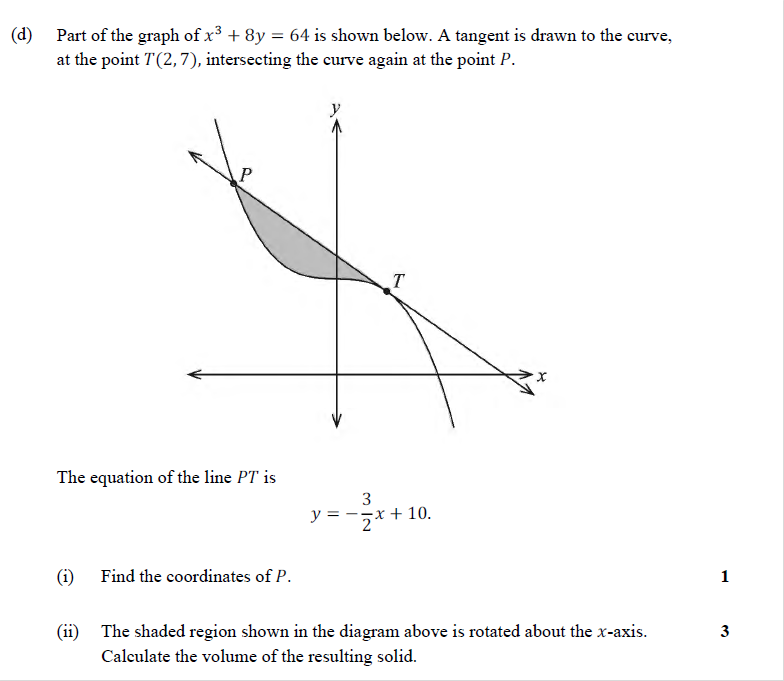 (d) Part of the graph of x³ + 8y = 64 is shown below. A tangent is drawn to the curve,
at the point T(2, 7), intersecting the curve again at the point P.
y
P
T
x
The equation of the line PT is
y = −3/2 x + 10.
(i) Find the coordinates of P. 1
(ii) The shaded region shown in the diagram above is rotated about the x-axis. 3
Calculate the volume of the resulting solid.